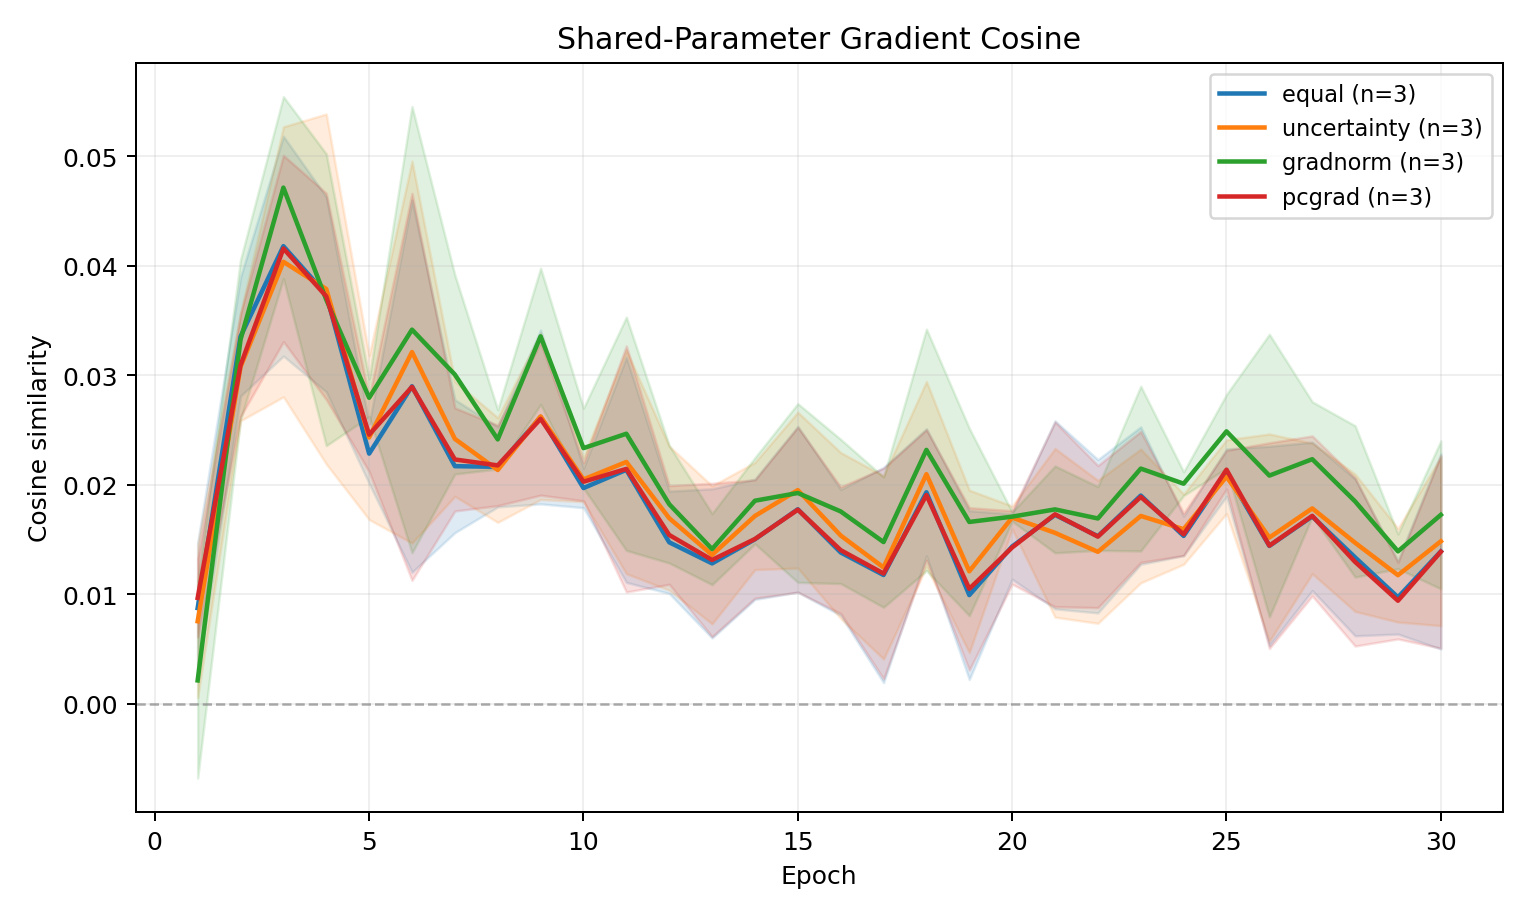 Shared-Parameter Gradient Cosine
equal (n=3)
uncertainty (n=3)
gradnorm (n=3)
pcgrad (n=3)
Cosine similarity
0.05
0.04
0.03
0.02
0.01
0.00
0
5
10
15
20
25
30
Epoch